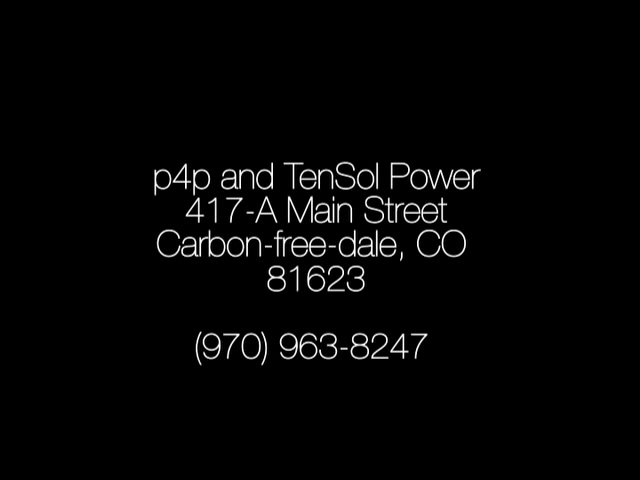 p4p and TenSol Power
417-A Main Street
Carbon-free-dale, CO
81623
(970) 963-8247